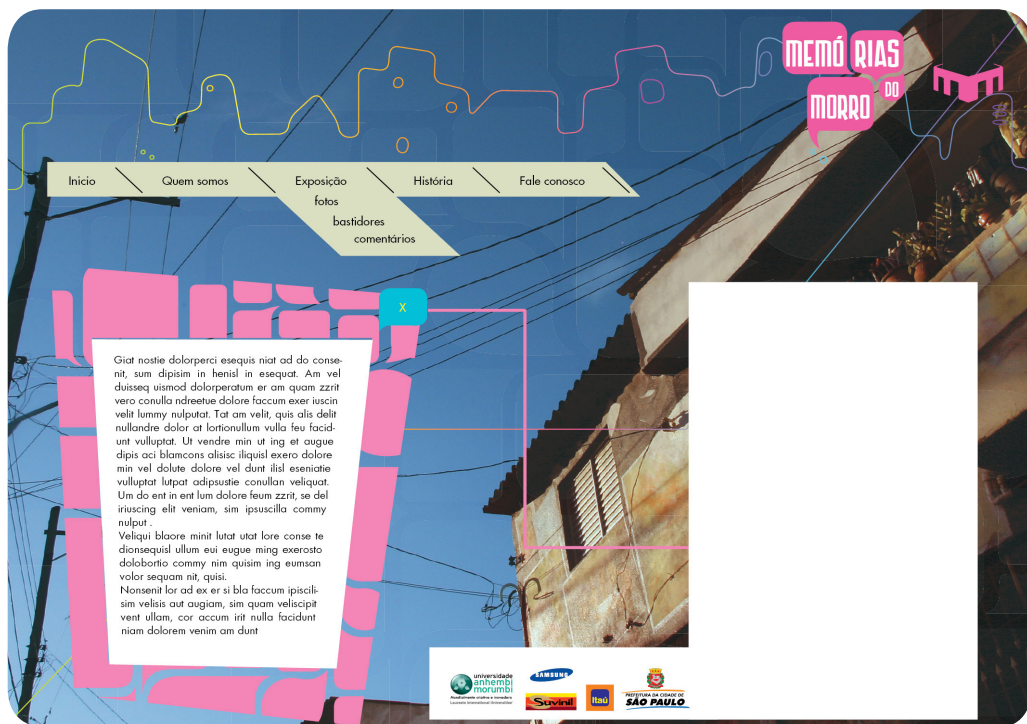 MEMÓ RIAS
DO
MORRO
Inicio
Quem somos
Exposição
História
Fale conosco
fotos
bastidores
comentários
X
Giat nostie dolorperci esequis niat ad do conse-
nit, sum dipisim in henisl in esequat. Am vel
duisseq uismod dolorperatum er am quam zzrit
vero conulla ndreetue dolore faccum exer iuscin
velit lummy nulputat. Tat am velit, quis alis delit
nullandre dolor at lortionullum vulla feu facid-
unt vulluptat. Ut vendre min ut ing et augue
dipis aci blamcons alisisc iliquisl exero dolore
min vel dolute dolore vel dunt ilisl eseniatie
vulluptat lutpat adipsustie conullan veliquat.
Um do ent in ent lum dolore feum zzrit, se del
iriuscing elit veniam, sim ipsuscilla commy
nulput .
Veliqui blaore minit lutat utat lore conse te
dionsequisl ullum eui eugue ming exerosto
dolobortio commy nim quisim ing eumsan
volor sequam nit, quisi.
Nonsenit lor ad ex er si bla faccum ipiscili-
sim velisis aut augiam, sim quam veliscipit
vent ullam, cor accum irit nulla facidunt
niam dolorem venim am dunt
universidade
anhembi
morumbi
Laureate International Universities
SAMSUNG
Suvinil
Itaú
PREFEITURA DA CIDADE DE
SÃO PAULO